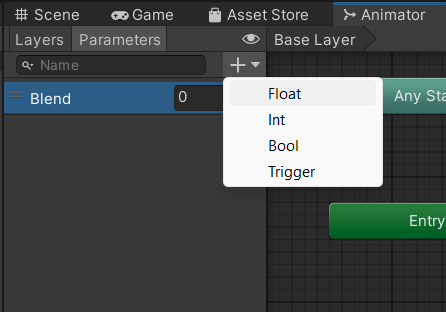 Scene Game Asset Store Animator
Layers Parameters Base Layer
Name
Blend 0
Float
Int
Bool
Trigger
Any Sta
Entry